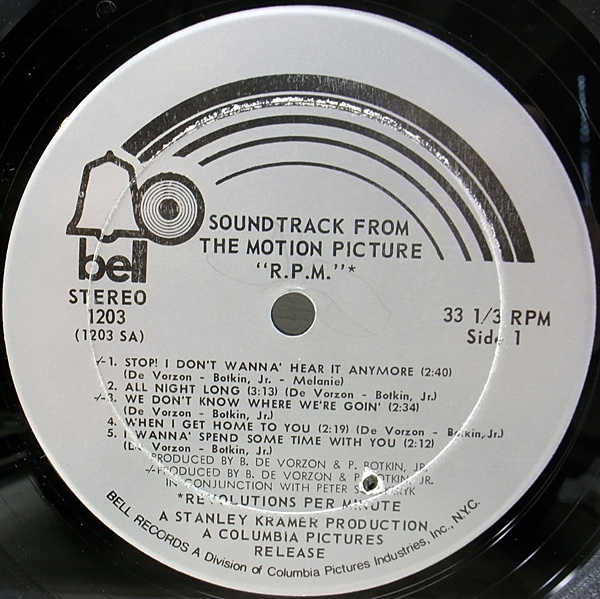 bell
SOUNDTRACK FROM
THE MOTION PICTURE
"R.P.M."*
STEREO
1203
(1203 SA)
33 1/3 RPM
Side 1
-/- 1. STOP! I DON'T WANNA' HEAR IT ANYMORE (2:40)
(De Vorzon - Botkin, Jr. - Melanie)
2. ALL NIGHT LONG (3:13) (De Vorzon - Botkin, Jr.)
-/- 3. WE DON'T KNOW WHERE WE'RE GOIN' (2:34)
(De Vorzon - Botkin, Jr.)
4. WHEN I GET HOME TO YOU (2:19) (De Vorzon - Botkin, Jr.)
5. I WANNA' SPEND SOME TIME WITH YOU (2:12)
(De Vorzon - Botkin, Jr.)
PRODUCED BY B. DE VORZON & P. BOTKIN, JR.
-/-PRODUCED BY B. DE VORZON & P. BOTKIN, JR.
IN CONJUNCTION WITH PETER
*REVOLUTIONS PER MINUTE
A STANLEY KRAMER PRODUCTION
A COLUMBIA PICTURES
RELEASE
BELL RECORDS A Division of Columbia Pictures Industries, Inc., N.Y.C.